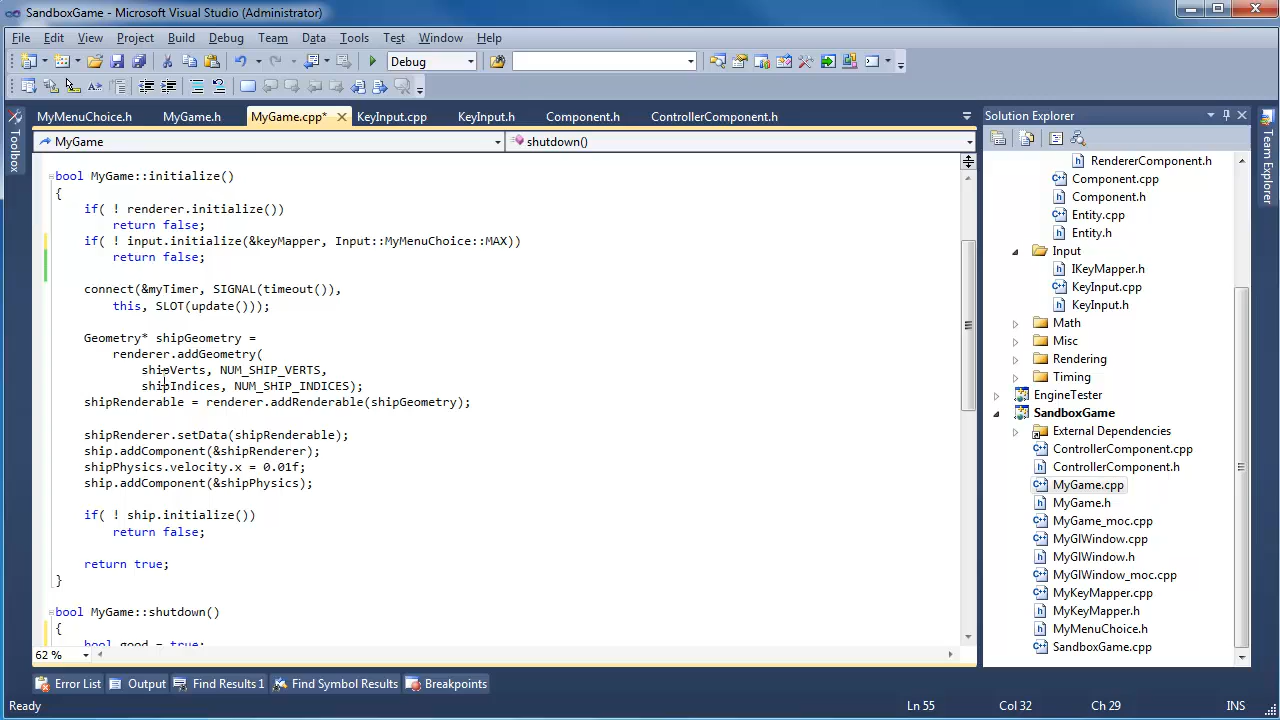 SandboxGame - Microsoft Visual Studio (Administrator)
File Edit View Project Build Debug Team Data Tools Test Window Help
Debug
MyMenuChoice.h MyGame.h MyGame.cpp* KeyInput.cpp KeyInput.h Component.h ControllerComponent.h
MyGame shutdown()
Toolbox
bool MyGame::initialize()
{
if( ! renderer.initialize())
return false;
if( ! input.initialize(&keyMapper, Input::MyMenuChoice::MAX))
return false;
connect(&myTimer, SIGNAL(timeout()),
this, SLOT(update()));
Geometry* shipGeometry =
renderer.addGeometry(
shipVerts, NUM_SHIP_VERTS,
shipIndices, NUM_SHIP_INDICES);
shipRenderable = renderer.addRenderable(shipGeometry);
shipRenderer.setData(shipRenderable);
ship.addComponent(&shipRenderer);
shipPhysics.velocity.x = 0.01f;
ship.addComponent(&shipPhysics);
if( ! ship.initialize())
return false;
return true;
}
bool MyGame::shutdown()
{
bool good = true;
62 %
Solution Explorer
RendererComponent.h
Component.cpp
Component.h
Entity.cpp
Entity.h
Input
IKeyMapper.h
KeyInput.cpp
KeyInput.h
Math
Misc
Rendering
Timing
EngineTester
SandboxGame
External Dependencies
ControllerComponent.cpp
ControllerComponent.h
MyGame.cpp
MyGame.h
MyGame_moc.cpp
MyGlWindow.cpp
MyGlWindow.h
MyGlWindow_moc.cpp
MyKeyMapper.cpp
MyKeyMapper.h
MyMenuChoice.h
SandboxGame.cpp
Team Explorer
Error List Output Find Results 1 Find Symbol Results Breakpoints
Ready Ln 55 Col 32 Ch 29 INS